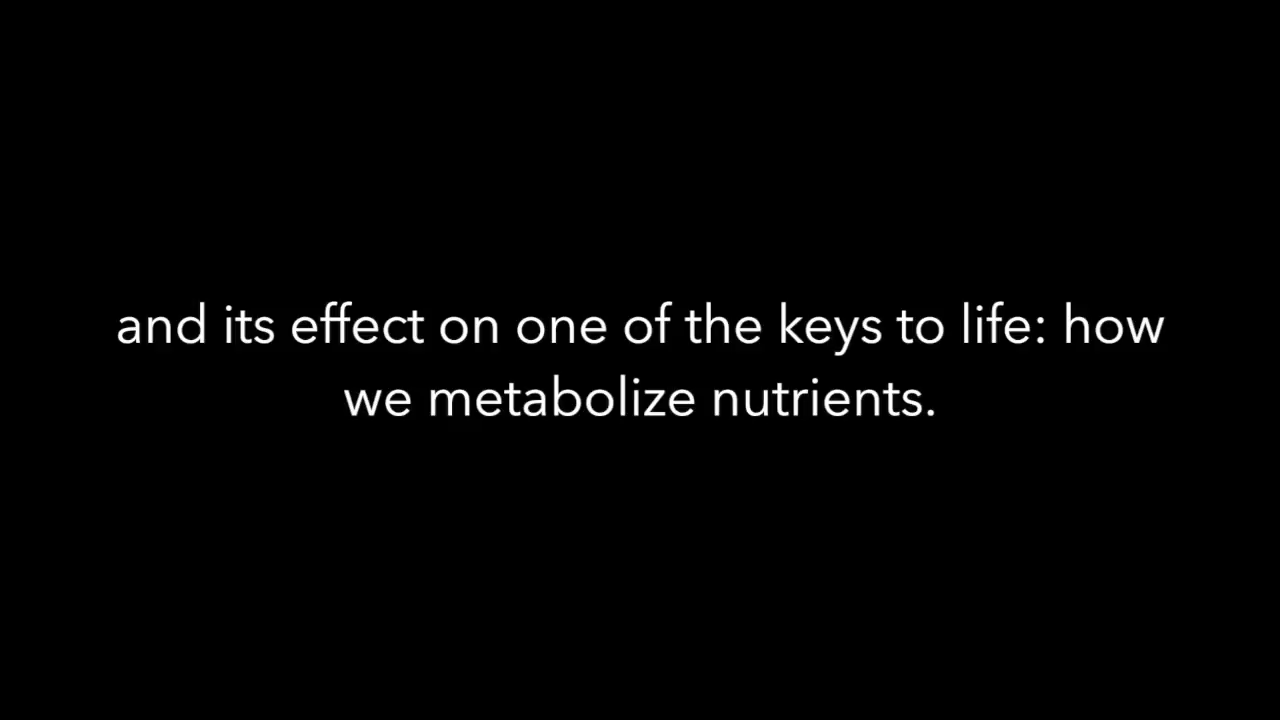 and its effect on one of the keys to life: how
we metabolize nutrients.